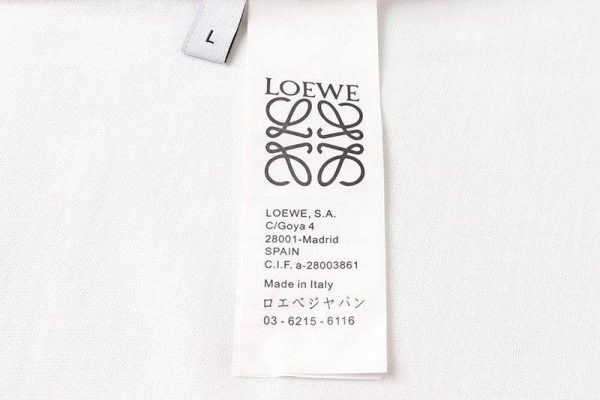 L
LOEWE
LOEWE, S.A.
C/Goya 4
28001-Madrid
SPAIN
C.I.F. a-28003861
Made in Italy
ロエベジャパン
03 - 6215 - 6116